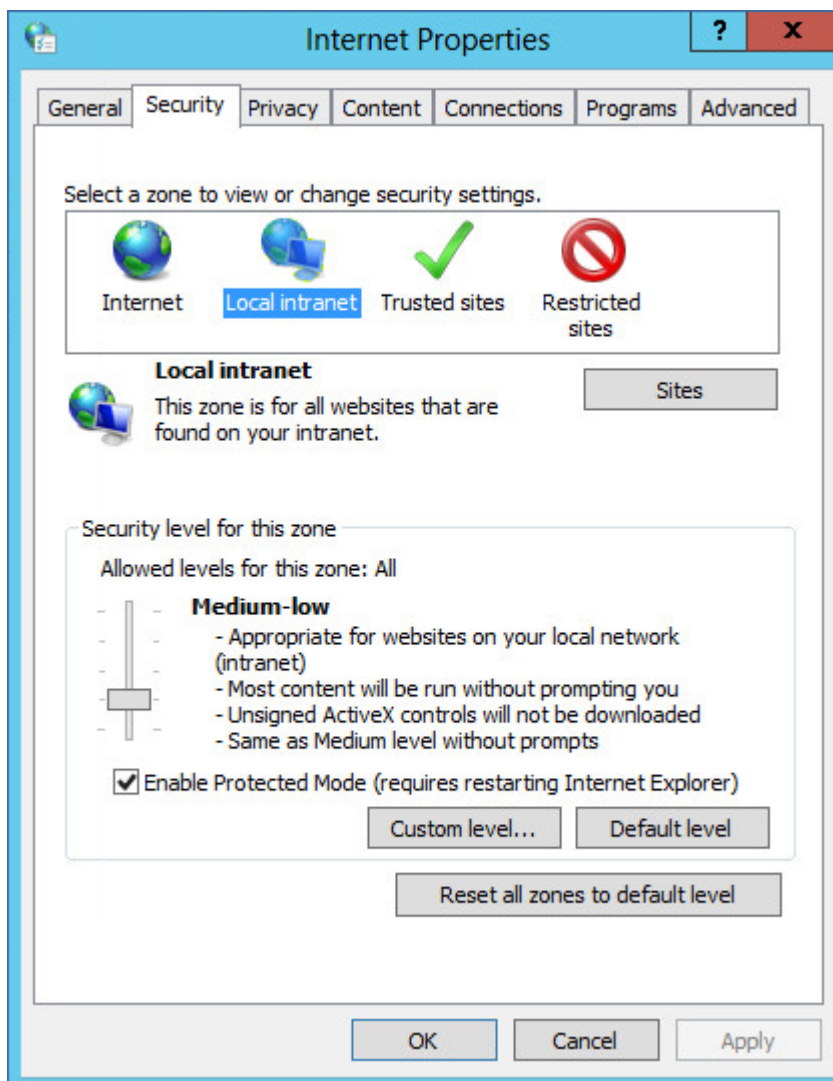 Internet Properties
?
x
General Security Privacy Content Connections Programs Advanced
Select a zone to view or change security settings.
Internet Local intranet Trusted sites Restricted
sites
Local intranet
Sites
This zone is for all websites that are
found on your intranet.
Security level for this zone
Allowed levels for this zone: All
Medium-low
- Appropriate for websites on your local network
(intranet)
- Most content will be run without prompting you
- Unsigned ActiveX controls will not be downloaded
- Same as Medium level without prompts
Enable Protected Mode (requires restarting Internet Explorer)
Custom level... Default level
Reset all zones to default level
OK Cancel Apply